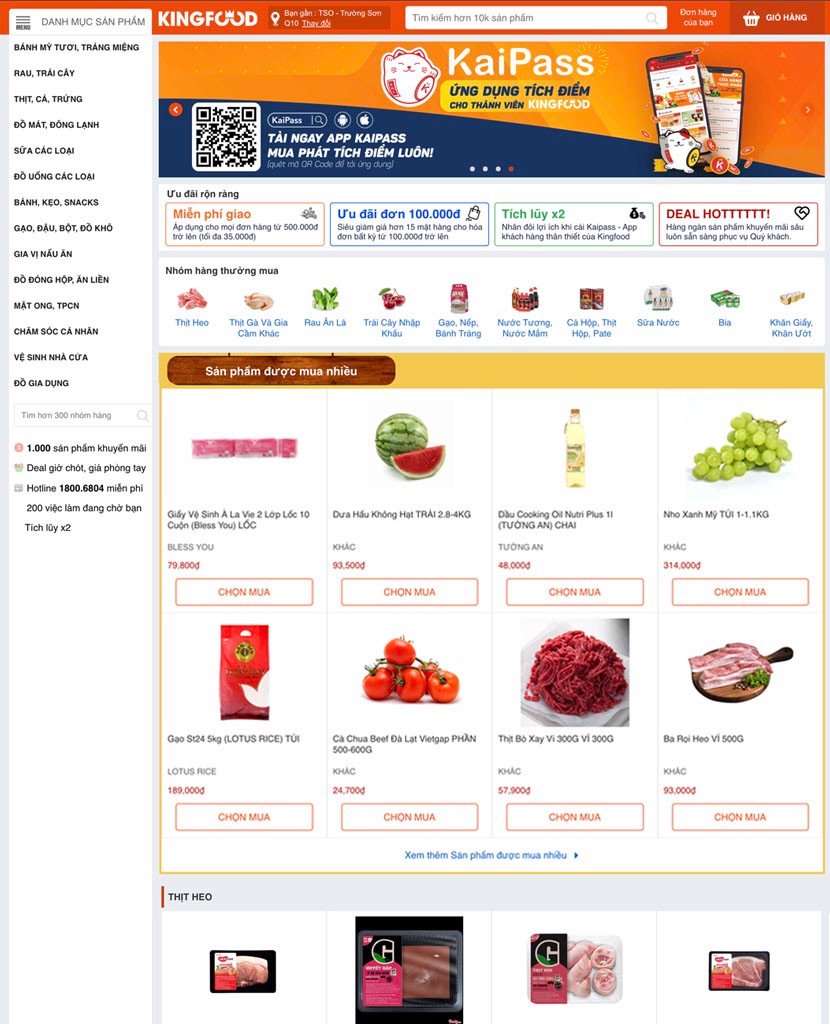 MENU
DANH MỤC SẢN PHẨM
KINGFOOD
Bạn gần : TSO - Trường Sơn
Q10 Thay đổi
Tìm kiếm hơn 10k sản phẩm
Đơn hàng
của bạn
GIỎ HÀNG
BÁNH MỲ TƯƠI, TRÁNG MIỆNG
RAU, TRÁI CÂY
THỊT, CÁ, TRỨNG
ĐỒ MÁT, ĐÔNG LẠNH
SỮA CÁC LOẠI
ĐỒ UỐNG CÁC LOẠI
BÁNH, KẸO, SNACKS
GẠO, ĐẬU, BỘT, ĐỒ KHÔ
GIA VỊ NẤU ĂN
ĐỒ ĐÓNG HỘP, ĂN LIỀN
MẬT ONG, TPCN
CHĂM SÓC CÁ NHÂN
VỆ SINH NHÀ CỬA
ĐỒ GIA DỤNG
Tìm hơn 300 nhóm hàng
1.000 sản phẩm khuyến mãi
Deal giờ chót, giá phỏng tay
Hotline 1800.6804 miễn phí
200 việc làm đang chờ bạn
Tích lũy x2
KaiPass
ỨNG DỤNG TÍCH ĐIỂM
CHO THÀNH VIÊN KINGFOOD
KaiPass
TẢI NGAY APP KAIPASS
MUA PHÁT TÍCH ĐIỂM LUÔN!
(quét mã QR Code để tải ứng dụng)
Ưu đãi rộn ràng
Miễn phí giao
Áp dụng cho mọi đơn hàng từ 500.000đ
trở lên (tối đa 35.000đ)
Ưu đãi đơn 100.000đ
Siêu giảm giá hơn 15 mặt hàng cho hóa
đơn bất kỳ từ 100.000đ trở lên
Tích lũy x2
Nhân đôi lợi ích khi cài Kaipass - App
khách hàng thân thiết của Kingfood
DEAL HOTTTTTT!
Hàng ngàn sản phẩm khuyến mãi sâu
luôn sẵn sàng phục vụ Quý khách.
Nhóm hàng thường mua
Thịt Heo
Thịt Gà Và Gia
Cầm Khác
Rau Ăn Lá
Trái Cây Nhập
Khẩu
Gạo, Nếp,
Bánh Tráng
Nước Tương,
Nước Mắm
Cá Hộp, Thịt
Hộp, Pate
Sữa Nước
Bia
Khăn Giấy,
Khăn Ướt
Sản phẩm được mua nhiều
Giấy Vệ Sinh À La Vie 2 Lớp Lốc 10
Cuộn (Bless You) LỐC
BLESS YOU
79,800₫
CHỌN MUA
Dưa Hấu Không Hạt TRÁI 2.8-4KG
KHÁC
93,500₫
CHỌN MUA
Dầu Cooking Oil Nutri Plus 1l
(TƯỜNG AN) CHAI
TƯỜNG AN
48,000₫
CHỌN MUA
Nho Xanh Mỹ TÚI 1-1.1KG
KHÁC
314,000₫
CHỌN MUA
Gạo St24 5kg (LOTUS RICE) TÚI
LOTUS RICE
189,000₫
CHỌN MUA
Cà Chua Beef Đà Lạt Vietgap PHẦN
500-600G
KHÁC
24,700₫
CHỌN MUA
Thịt Bò Xay Vỉ 300G VỈ 300G
KHÁC
57,900₫
CHỌN MUA
Ba Rọi Heo VỈ 500G
KHÁC
93,000₫
CHỌN MUA
Xem thêm Sản phẩm được mua nhiều
THỊT HEO